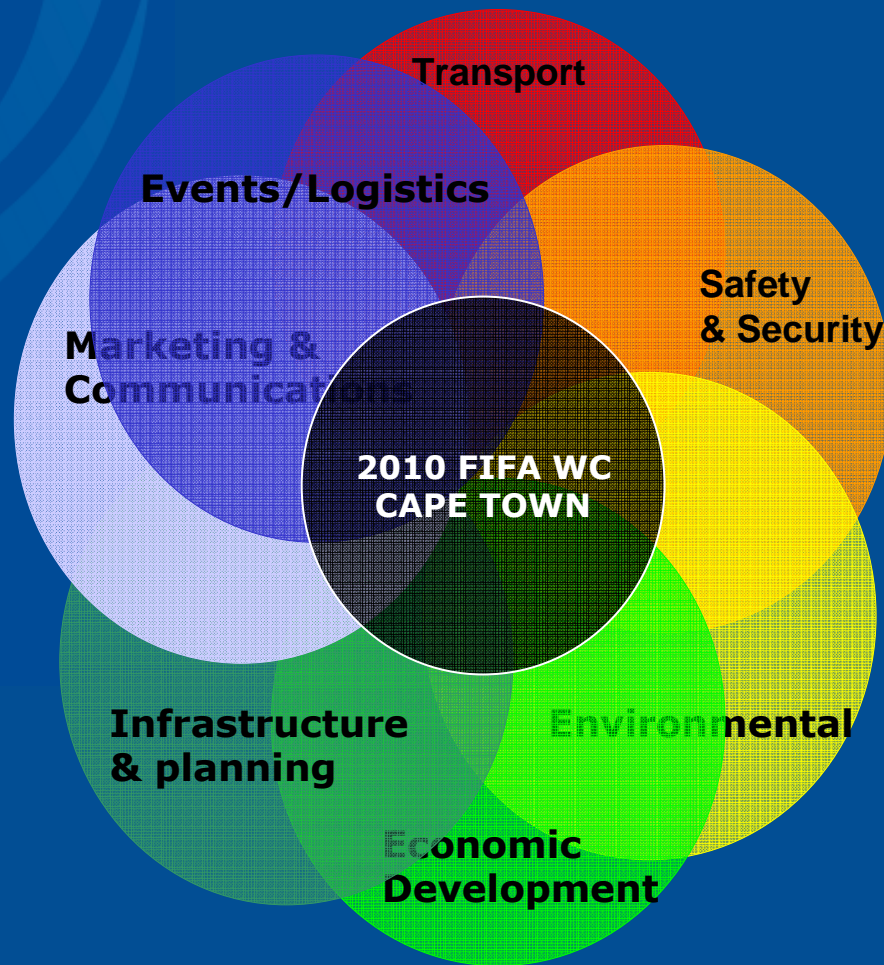 Transport
Events/Logistics
Safety
& Security
Marketing &
Communications
2010 FIFA WC
CAPE TOWN
Infrastructure
& planning
Environmental
Economic
Development